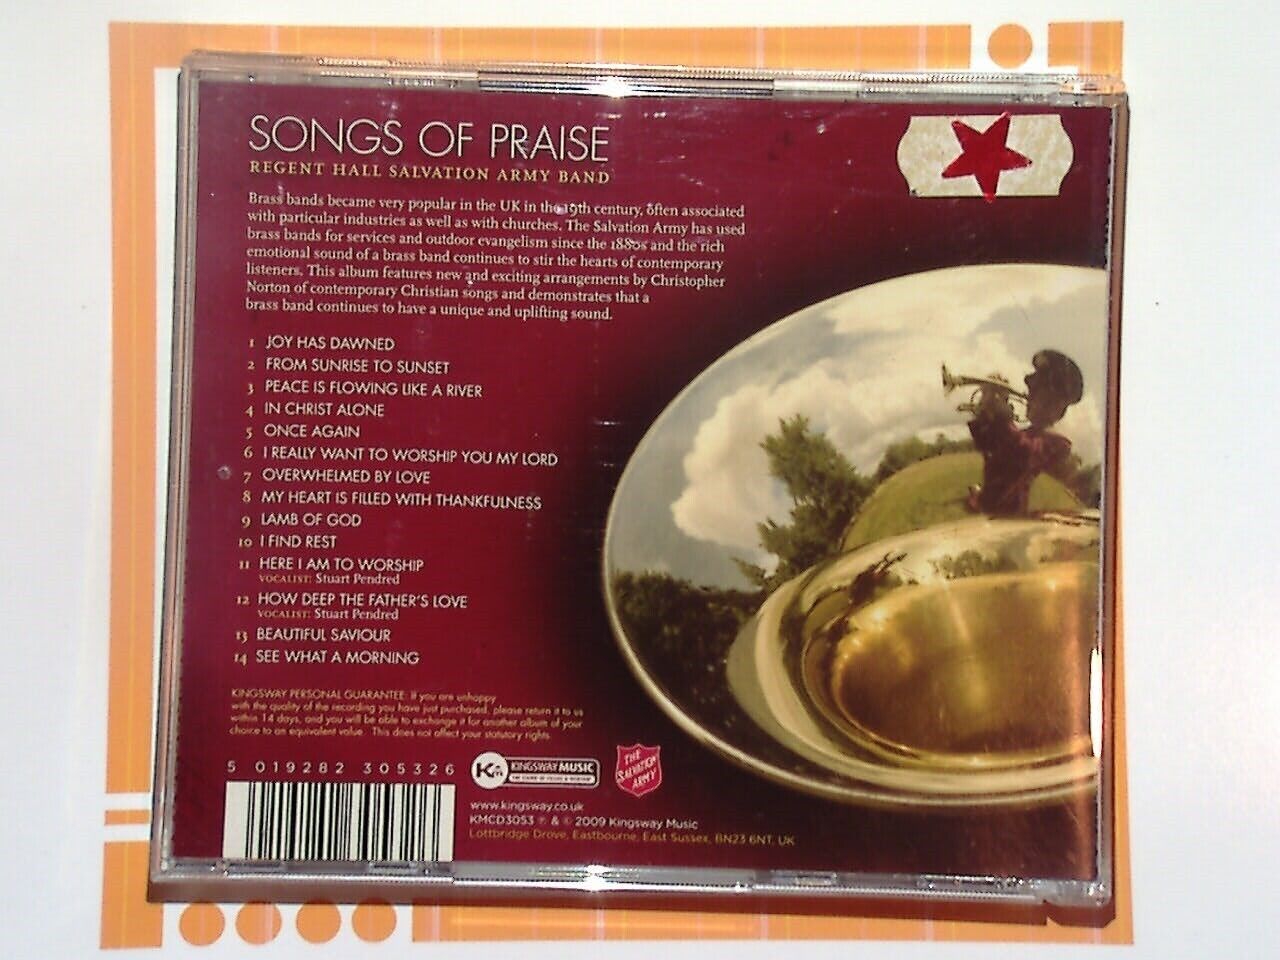 SONGS OF PRAISE
REGENT HALL SALVATION ARMY BAND
Brass bands became very popular in the UK in the 19th century, often associated
with particular industries as well as with churches. The Salvation Army has used
brass bands for services and outdoor evangelism since the 1880s and the rich
emotional sound of a brass band continues to stir the hearts of contemporary
listeners. This album features new and exciting arrangements by Christopher
Norton of contemporary Christian songs and demonstrates that a
brass band continues to have a unique and uplifting sound.
1 JOY HAS DAWNED
2 FROM SUNRISE TO SUNSET
3 PEACE IS FLOWING LIKE A RIVER
4 IN CHRIST ALONE
5 ONCE AGAIN
6 I REALLY WANT TO WORSHIP YOU MY LORD
7 OVERWHELMED BY LOVE
8 MY HEART IS FILLED WITH THANKFULNESS
9 LAMB OF GOD
10 I FIND REST
11 HERE I AM TO WORSHIP
VOCALIST: Stuart Pendred
12 HOW DEEP THE FATHER'S LOVE
VOCALIST: Stuart Pendred
13 BEAUTIFUL SAVIOUR
14 SEE WHAT A MORNING
KINGSWAY PERSONAL GUARANTEE: If you are unhappy
with the quality of the recording you have just purchased, please return it to us
within 14 days, and you will be able to exchange it for another album of your
choice to an equivalent value. This does not affect your statutory rights.
5 019282 305326
KINGSWAY MUSIC
THE SALVATION ARMY
www.kingsway.co.uk
KMCD3053 ℗ & © 2009 Kingsway Music
Lottbridge Drove, Eastbourne, East Sussex, BN23 6NT, UK